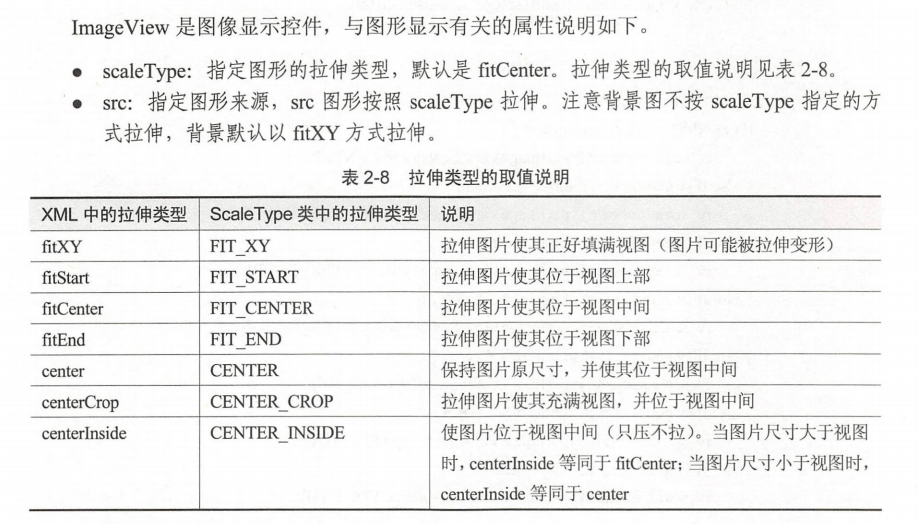 ImageView 是图像显示控件，与图形显示有关的属性说明如下。
● scaleType：指定图形的拉伸类型，默认是 fitCenter。拉伸类型的取值说明见表 2-8。
● src：指定图形来源，src 图形按照 scaleType 拉伸。注意背景图不按 scaleType 指定的方
式拉伸，背景默认以 fitXY 方式拉伸。
表 2-8 拉伸类型的取值说明
XML 中的拉伸类型 ScaleType 类中的拉伸类型 说明
fitXY FIT_XY 拉伸图片使其正好填满视图（图片可能被拉伸变形）
fitStart FIT_START 拉伸图片使其位于视图上部
fitCenter FIT_CENTER 拉伸图片使其位于视图中间
fitEnd FIT_END 拉伸图片使其位于视图下部
center CENTER 保持图片原尺寸，并使其位于视图中间
centerCrop CENTER_CROP 拉伸图片使其充满视图，并位于视图中间
centerInside CENTER_INSIDE 使图片位于视图中间（只压不拉）。当图片尺寸大于视图
时，centerInside 等同于 fitCenter；当图片尺寸小于视图时，
centerInside 等同于 center